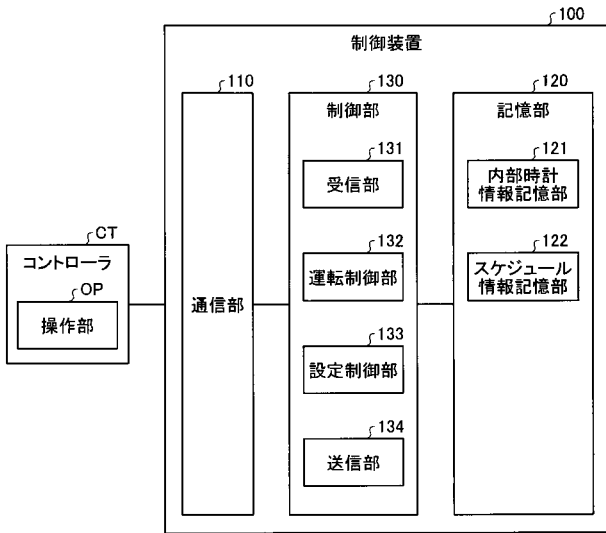 100
制御装置
110
130
120
制御部
記憶部
131
受信部
121
内部時計
情報記憶部
CT
コントローラ
OP
操作部
通信部
132
運転制御部
122
スケジュール
情報記憶部
133
設定制御部
134
送信部